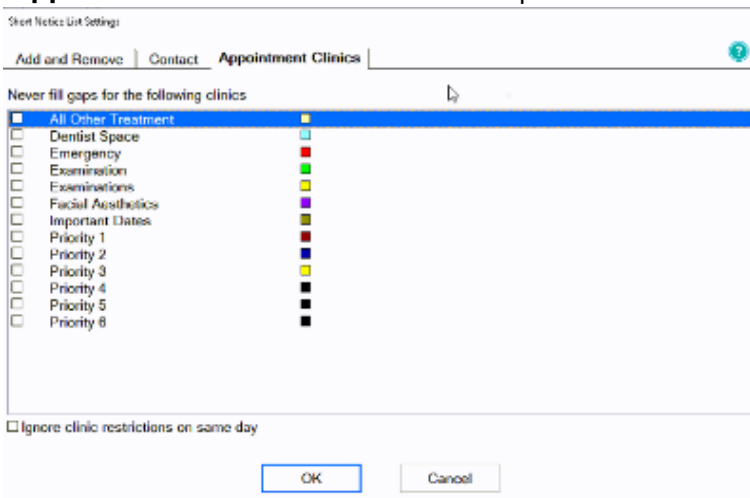 Short Notice List Settings
Add and Remove Contact Appointment Clinics ?
Never fill gaps for the following clinics
All Other Treatment
Dentist Space
Emergency
Examination
Examinations
Facial Aesthetics
Important Dates
Priority 1
Priority 2
Priority 3
Priority 4
Priority 5
Priority 6
Ignore clinic restrictions on same day
OK Cancel